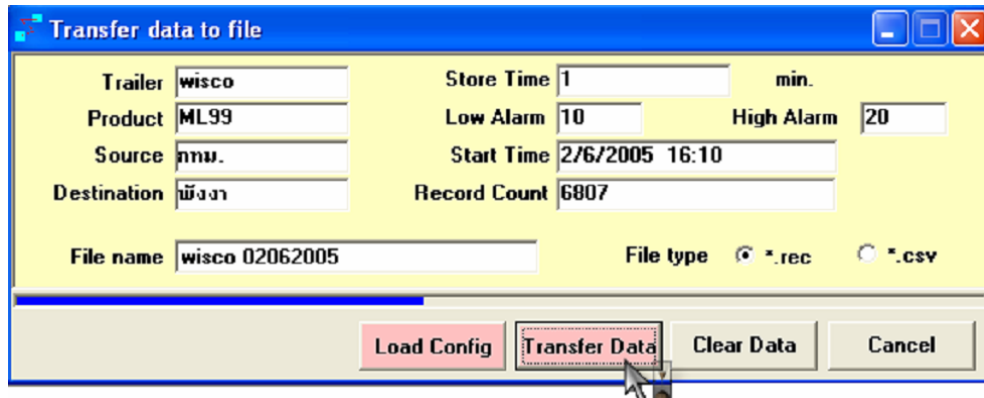 Transfer data to file
Trailer wisco Store Time 1 min.
Product ML99 Low Alarm 10 High Alarm 20
Source กทม. Start Time 2/6/2005 16:10
Destination พังงา Record Count 6807
File name wisco 02062005 File type *.rec *.csv
Load Config Transfer Data Clear Data Cancel